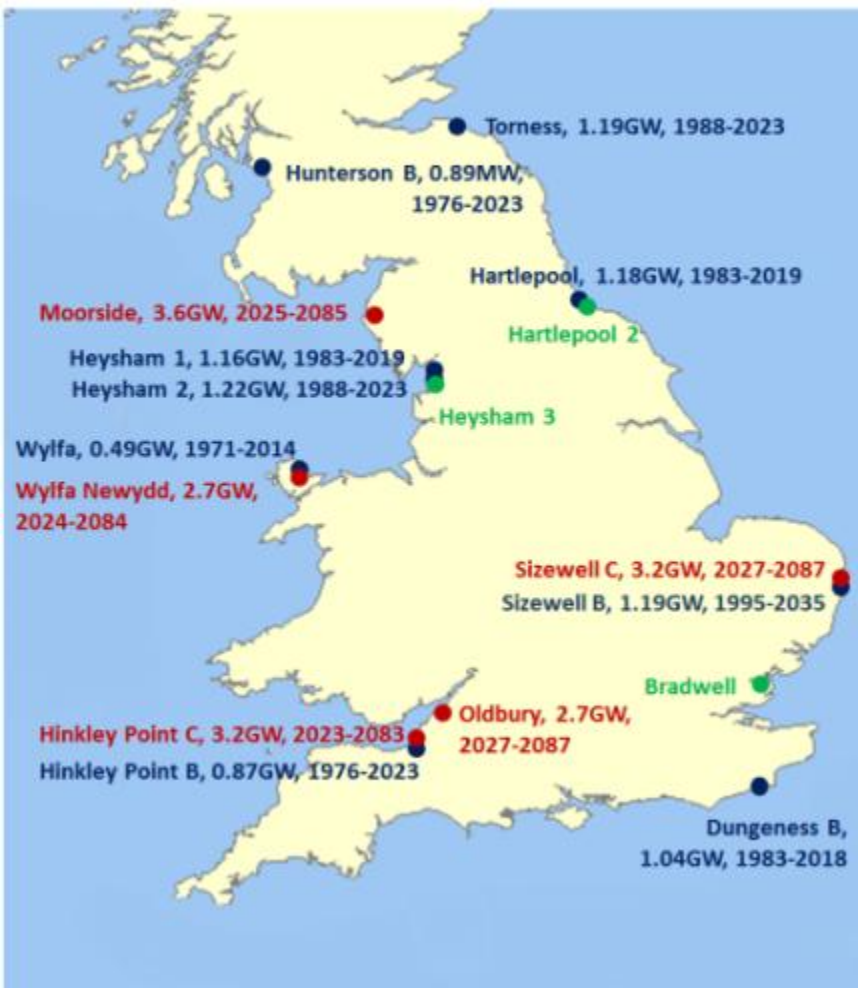 Torness, 1.19GW, 1988-2023
Hunterson B, 0.89MW,
1976-2023
Hartlepool, 1.18GW, 1983-2019
Hartlepool 2
Moorside, 3.6GW, 2025-2085
Heysham 1, 1.16GW, 1983-2019
Heysham 2, 1.22GW, 1988-2023
Heysham 3
Wylfa, 0.49GW, 1971-2014
Wylfa Newydd, 2.7GW,
2024-2084
Sizewell C, 3.2GW, 2027-2087
Sizewell B, 1.19GW, 1995-2035
Bradwell
Oldbury, 2.7GW,
2027-2087
Hinkley Point C, 3.2GW, 2023-2083
Hinkley Point B, 0.87GW, 1976-2023
Dungeness B,
1.04GW, 1983-2018